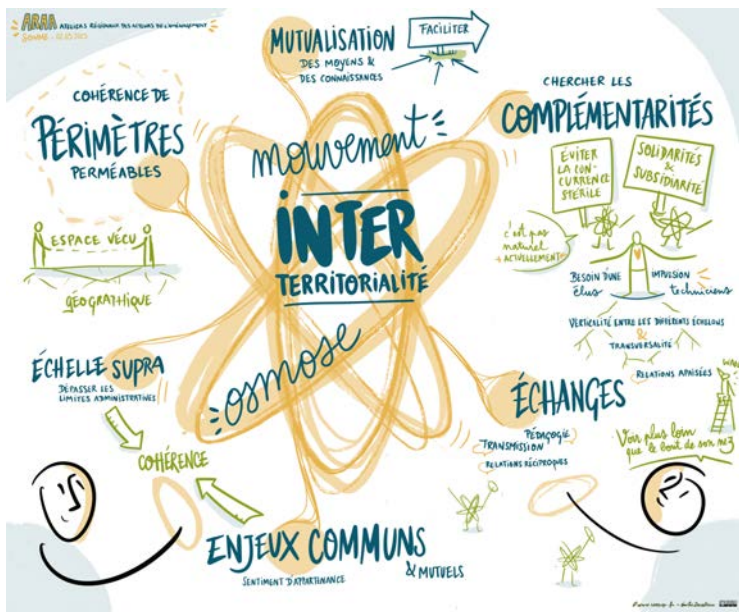 ARAA ATELIERS RÉGIONAUX DES ACTEURS DE L'AMÉNAGEMENT
MUTUALISATION
DES MOYENS &
DES CONNAISSANCES
FACILITER
COHÉRENCE DE
PÉRIMÈTRES
PERMÉABLES
CHERCHER LES
COMPLÉMENTARITÉS
ÉVITER
LA CON-
CURRENCE
STÉRILE
SOLIDARITÉS
&
SUBSIDIARITÉ
c'est pas
naturel
actuellement
mouvement
INTER
TERRITORIALITÉ
osmose
ESPACE VÉCU
GÉOGRAPHIQUE
BESOIN D'UNE IMPULSION
élus techniciens
VERTICALITÉ ENTRE LES DIFFÉRENTS ÉCHELONS
&
TRANSVERSALITÉ
RELATIONS APAISÉES
ÉCHELLE SUPRA
DÉPASSER LES
LIMITES ADMINISTRATIVES
COHÉRENCE
ÉCHANGES
PÉDAGOGIE
TRANSMISSION
RELATIONS RÉCIPROQUES
Voir plus loin
que le bout de son nez
ENJEUX COMMUNS
& MUTUELS
SENTIMENT D'APPARTENANCE